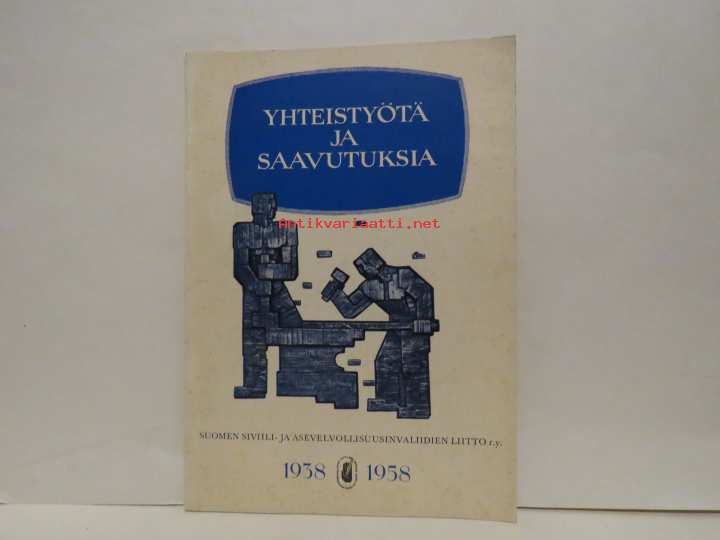 YHTEISTYÖTÄ
JA
SAAVUTUKSIA
Antikvariaatti.net
SUOMEN SIVIILI- JA ASEVELVOLLISUUSINVALIIDIEN LIITTO r.y.
1938 1958